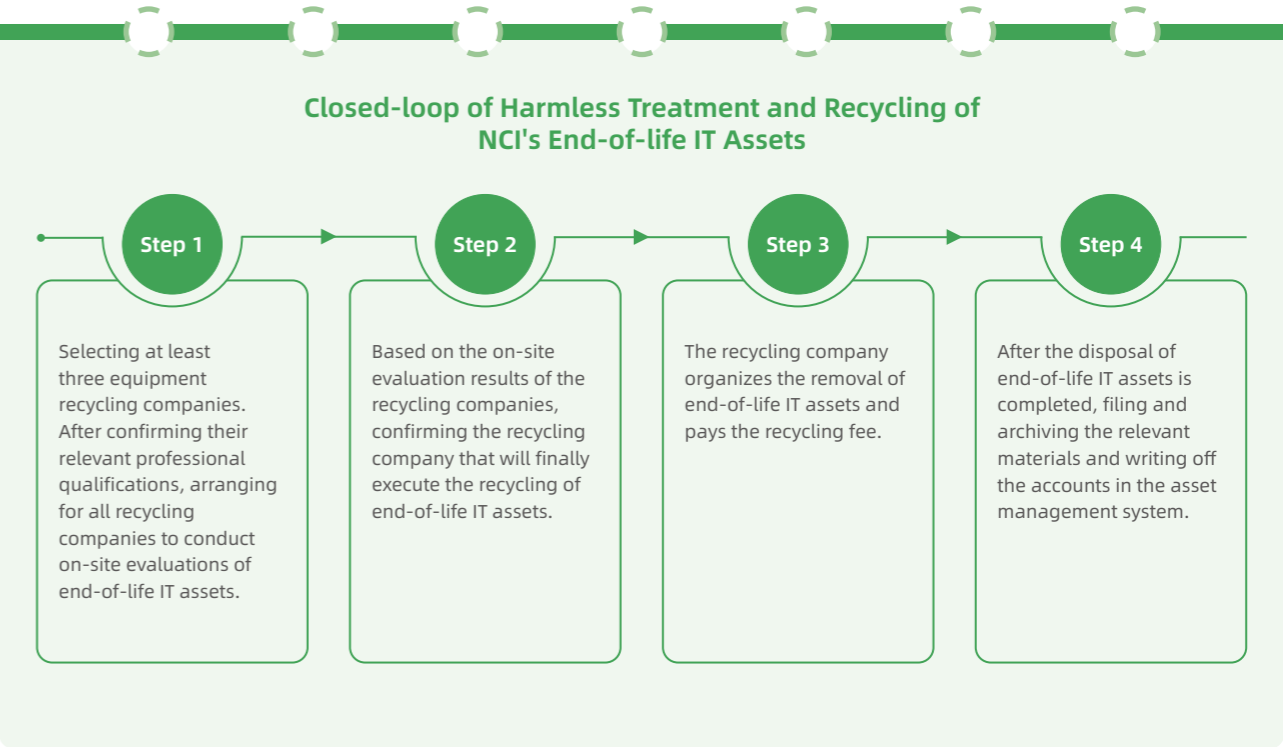 Closed-loop of Harmless Treatment and Recycling of
NCI's End-of-life IT Assets
Step 1
Selecting at least
three equipment
recycling companies.
After confirming their
relevant professional
qualifications, arranging
for all recycling
companies to conduct
on-site evaluations of
end-of-life IT assets.
Step 2
Based on the on-site
evaluation results of the
recycling companies,
confirming the recycling
company that will finally
execute the recycling of
end-of-life IT assets.
Step 3
The recycling company
organizes the removal of
end-of-life IT assets and
pays the recycling fee.
Step 4
After the disposal of
end-of-life IT assets is
completed, filing and
archiving the relevant
materials and writing off
the accounts in the asset
management system.